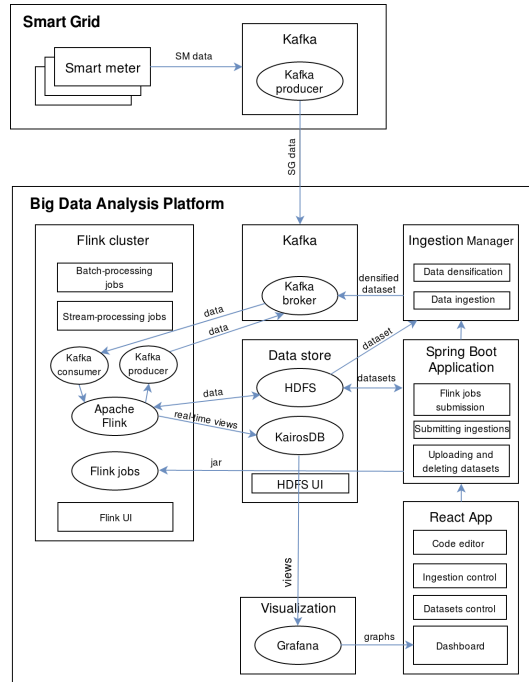 Smart Grid
Smart meter
SM data
Kafka
Kafka
producer
SG data
Big Data Analysis Platform
Flink cluster
Batch-processing
jobs
Stream-processing jobs
Kafka
consumer
Kafka
producer
Apache
Flink
Flink jobs
Flink UI
data
data
data
real-time views
jar
Kafka
Kafka
broker
densified
dataset
Data store
HDFS
KairosDB
HDFS UI
dataset
datasets
views
Visualization
Grafana
graphs
Ingestion Manager
Data densification
Data ingestion
Spring Boot
Application
Flink jobs
submission
Submitting ingestions
Uploading and
deleting datasets
React App
Code editor
Ingestion control
Datasets control
Dashboard